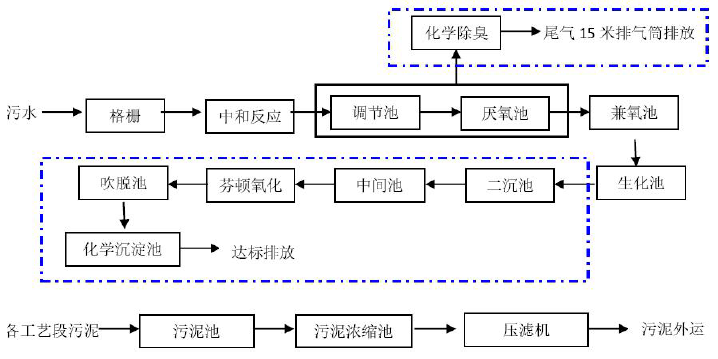 化学除臭 尾气 15 米排气筒排放
污水 格栅 中和反应 调节池 厌氧池 兼氧池
吹脱池 芬顿氧化 中间池 二沉池 生化池
化学沉淀池 达标排放
各工艺段污泥 污泥池 污泥浓缩池 压滤机 污泥外运